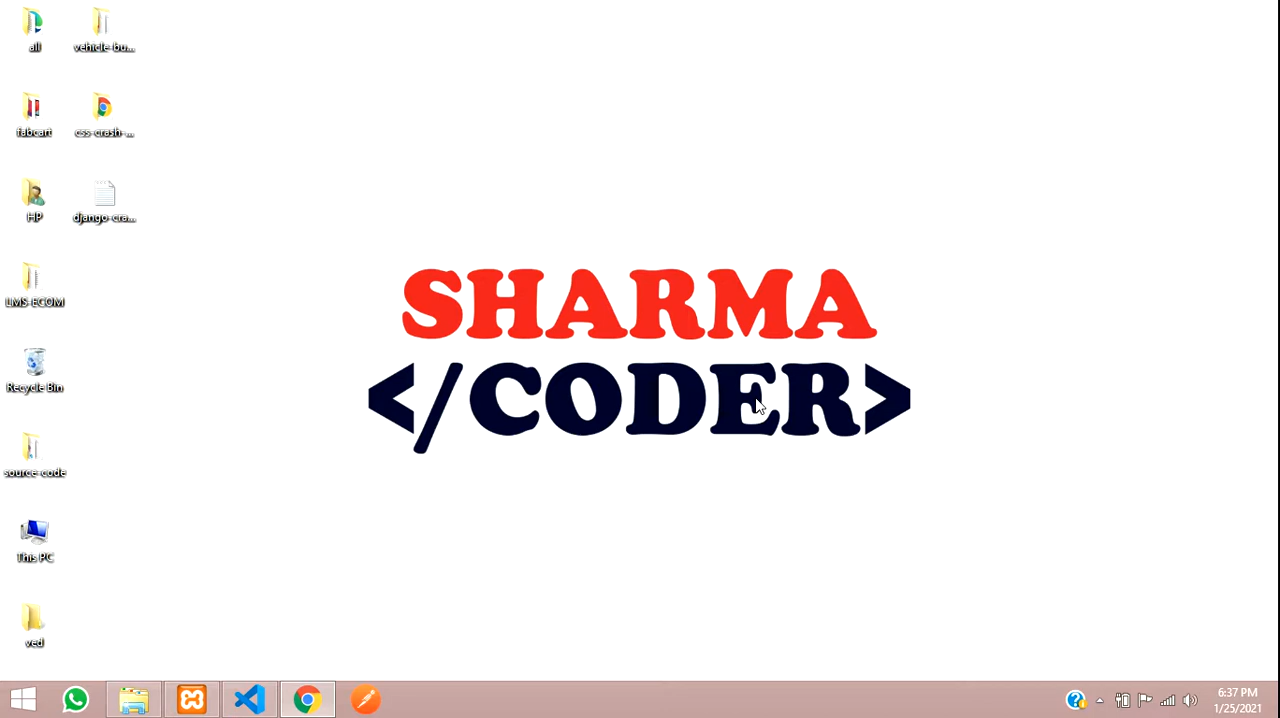 all
vehicle-bu...
fabcart
css-crash-...
HP
django-cra...
LMS-ECOM
Recycle Bin
source-code
This PC
ved
SHARMA
</CODER>
6:37 PM
1/25/2021